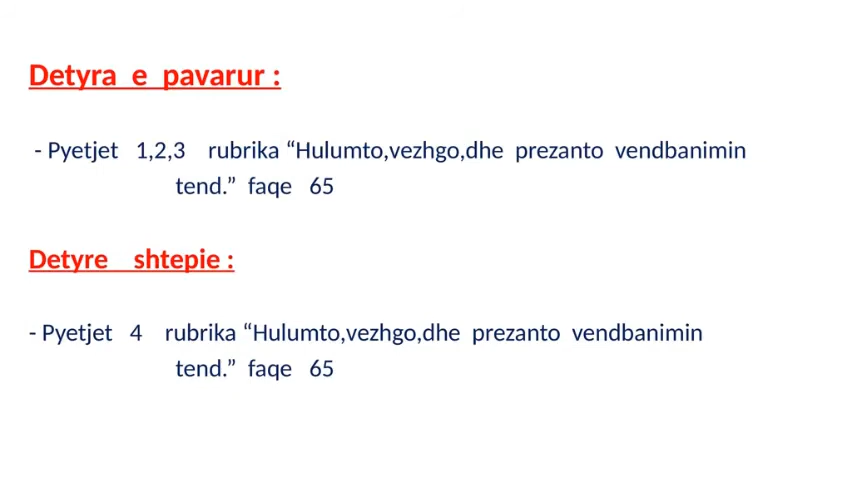 Detyra e pavarur :
- Pyetjet 1,2,3 rubrika “Hulumto,vezhgo,dhe prezanto vendbanimin
tend.” faqe 65
Detyre shtepie :
- Pyetjet 4 rubrika “Hulumto,vezhgo,dhe prezanto vendbanimin
tend.” faqe 65